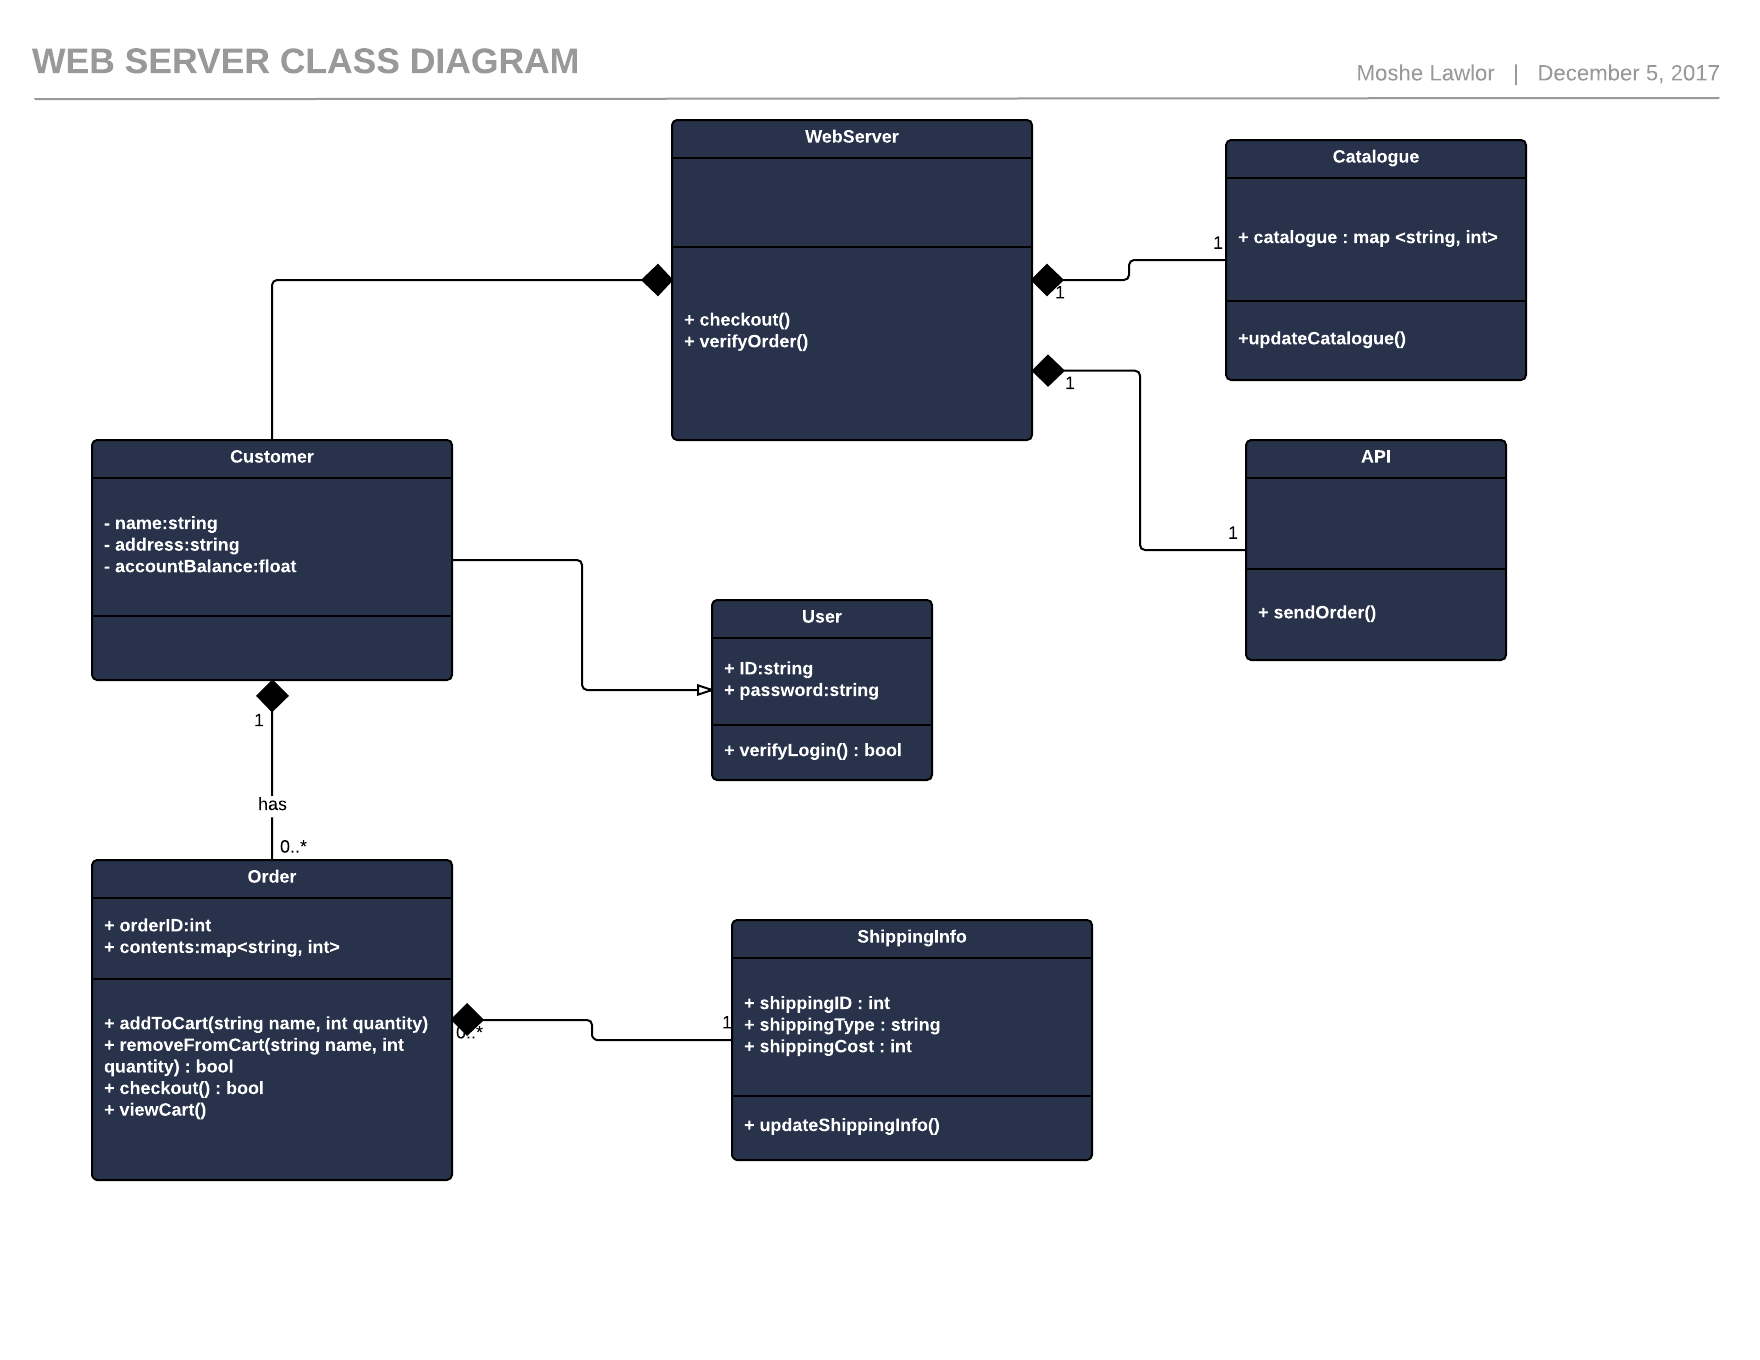 WEB SERVER CLASS DIAGRAM
Moshe Lawlor | December 5, 2017
WebServer
+ checkout()
+ verifyOrder()
Catalogue
+ catalogue : map <string, int>
+updateCatalogue()
1
1
1
1
API
+ sendOrder()
Customer
- name:string
- address:string
- accountBalance:float
User
+ ID:string
+ password:string
+ verifyLogin() : bool
1
has
0..*
Order
+ orderID:int
+ contents:map<string, int>
+ addToCart(string name, int quantity)
+ removeFromCart(string name, int
quantity) : bool
+ checkout() : bool
+ viewCart()
0..*
1
ShippingInfo
+ shippingID : int
+ shippingType : string
+ shippingCost : int
+ updateShippingInfo()